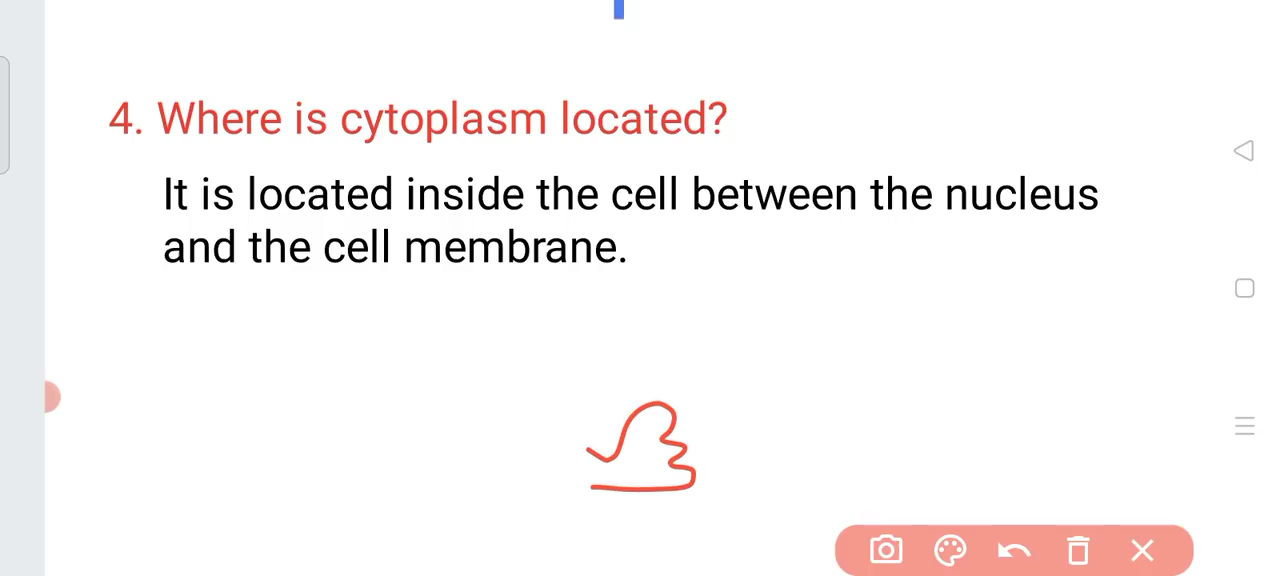 4. Where is cytoplasm located?
It is located inside the cell between the nucleus
and the cell membrane.